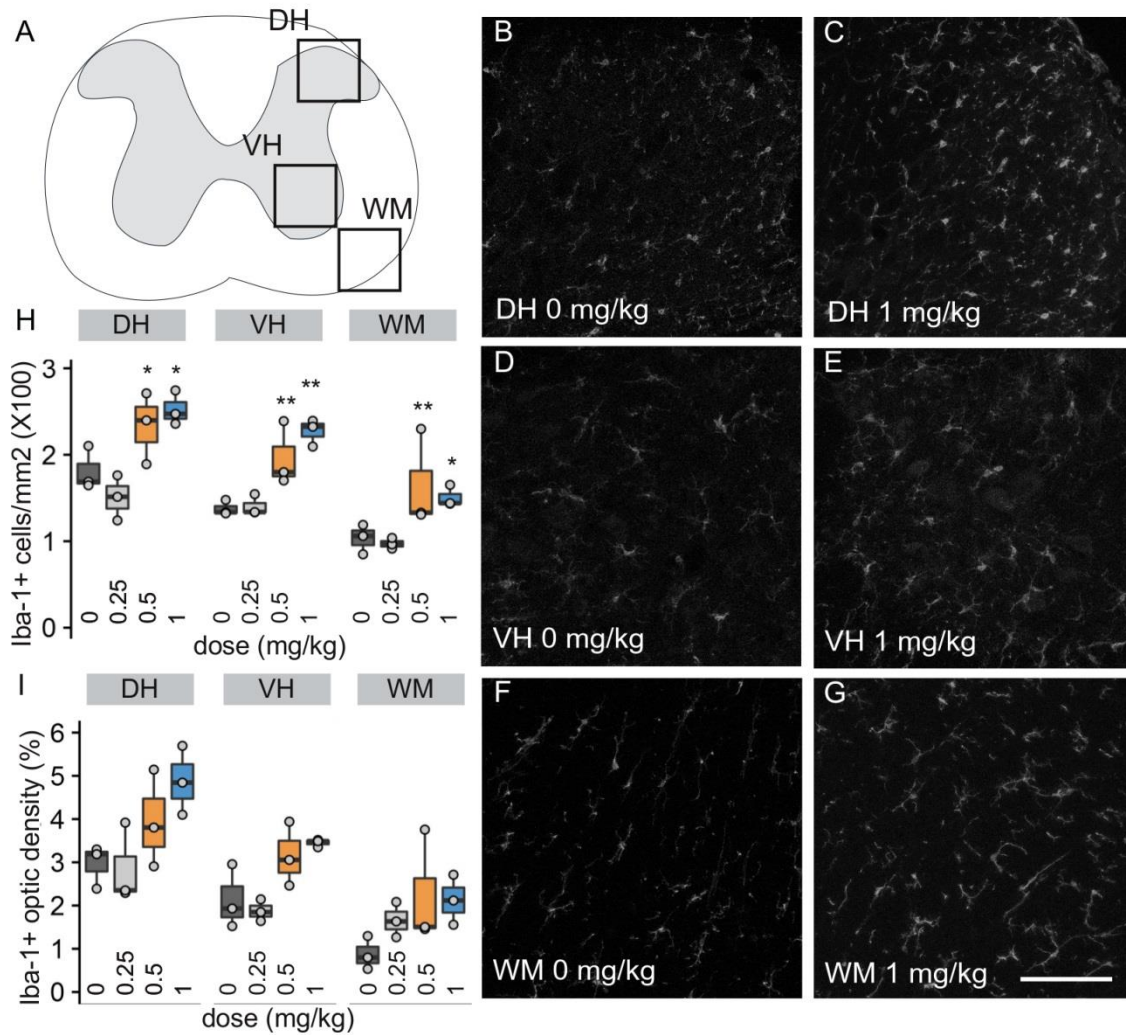 A
DH
VH
WM
B
DH 0 mg/kg
C
DH 1 mg/kg
D
VH 0 mg/kg
E
VH 1 mg/kg
F
WM 0 mg/kg
G
WM 1 mg/kg
H
DH VH WM
Iba-1+ cells/mm2 (X100)
3
2
1
0
* * ** ** ** *
0 0.25 0.5 1 0 0.25 0.5 1 0 0.25 0.5 1
dose (mg/kg)
I
DH VH WM
Iba-1+ optic density (%)
6
5
4
3
2
1
0
0 0.25 0.5 1 0 0.25 0.5 1 0 0.25 0.5 1
dose (mg/kg)